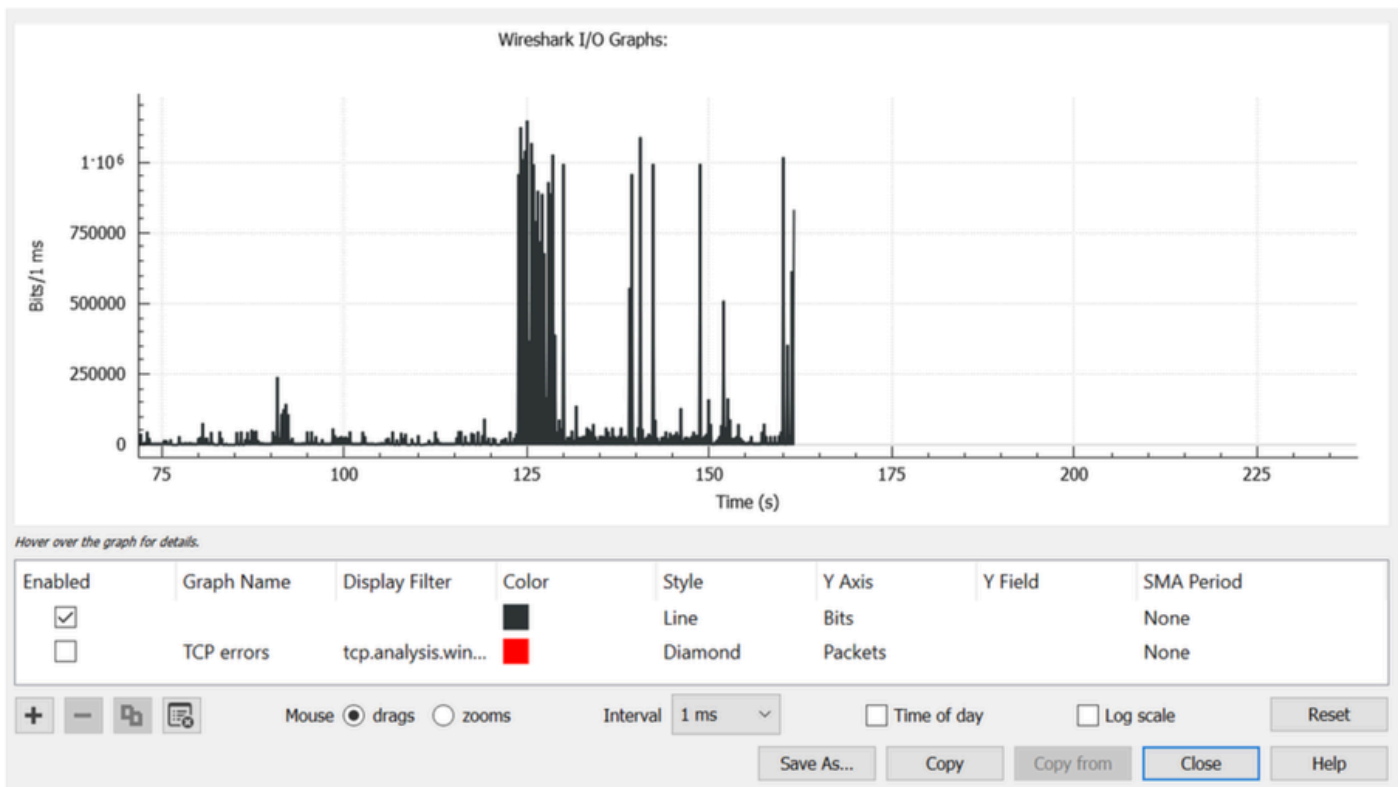 Wireshark I/O Graphs:
1·10⁶
750000
500000
250000
0
Bits/1 ms
75 100 125 150 175 200 225
Time (s)
Hover over the graph for details.
Enabled Graph Name Display Filter Color Style Y Axis Y Field SMA Period
Line Bits None
TCP errors tcp.analysis.win... Diamond Packets None
Mouse drags zooms Interval 1 ms Time of day Log scale Reset
Save As... Copy Copy from Close Help